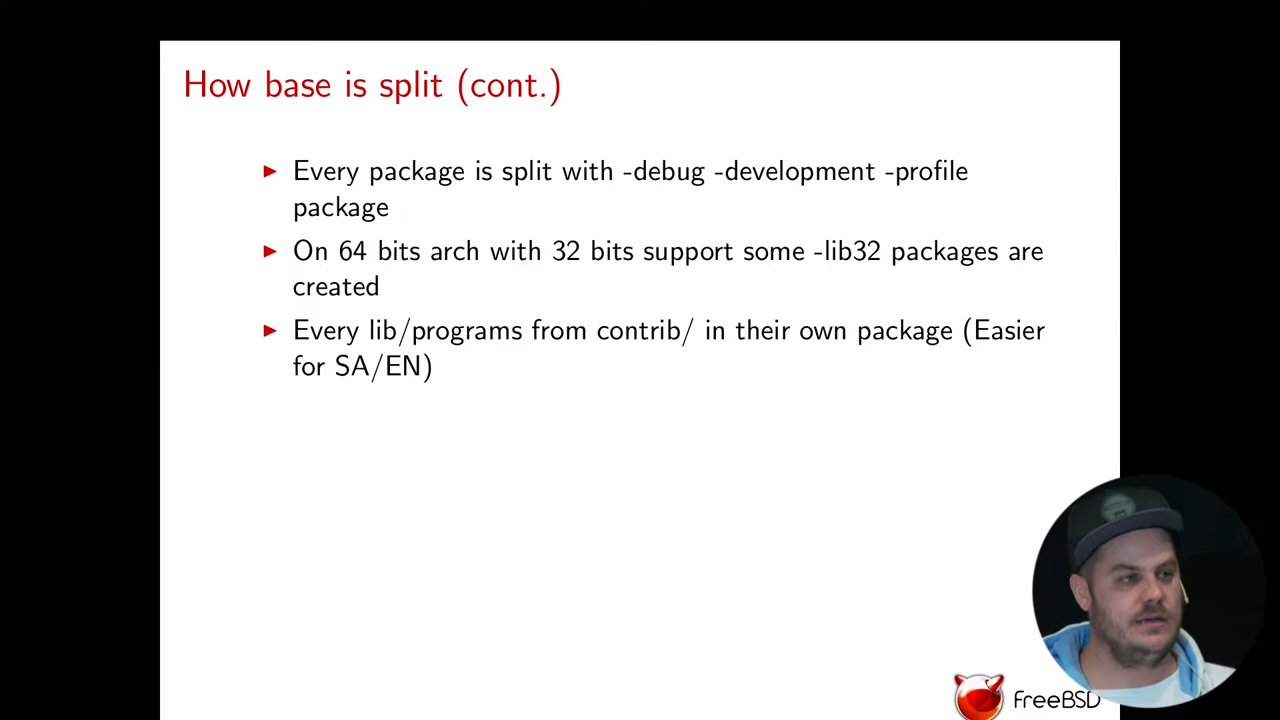 How base is split (cont.)
Every package is split with -debug -development -profile
package
On 64 bits arch with 32 bits support some -lib32 packages are
created
Every lib/programs from contrib/ in their own package (Easier
for SA/EN)
FreeBSD